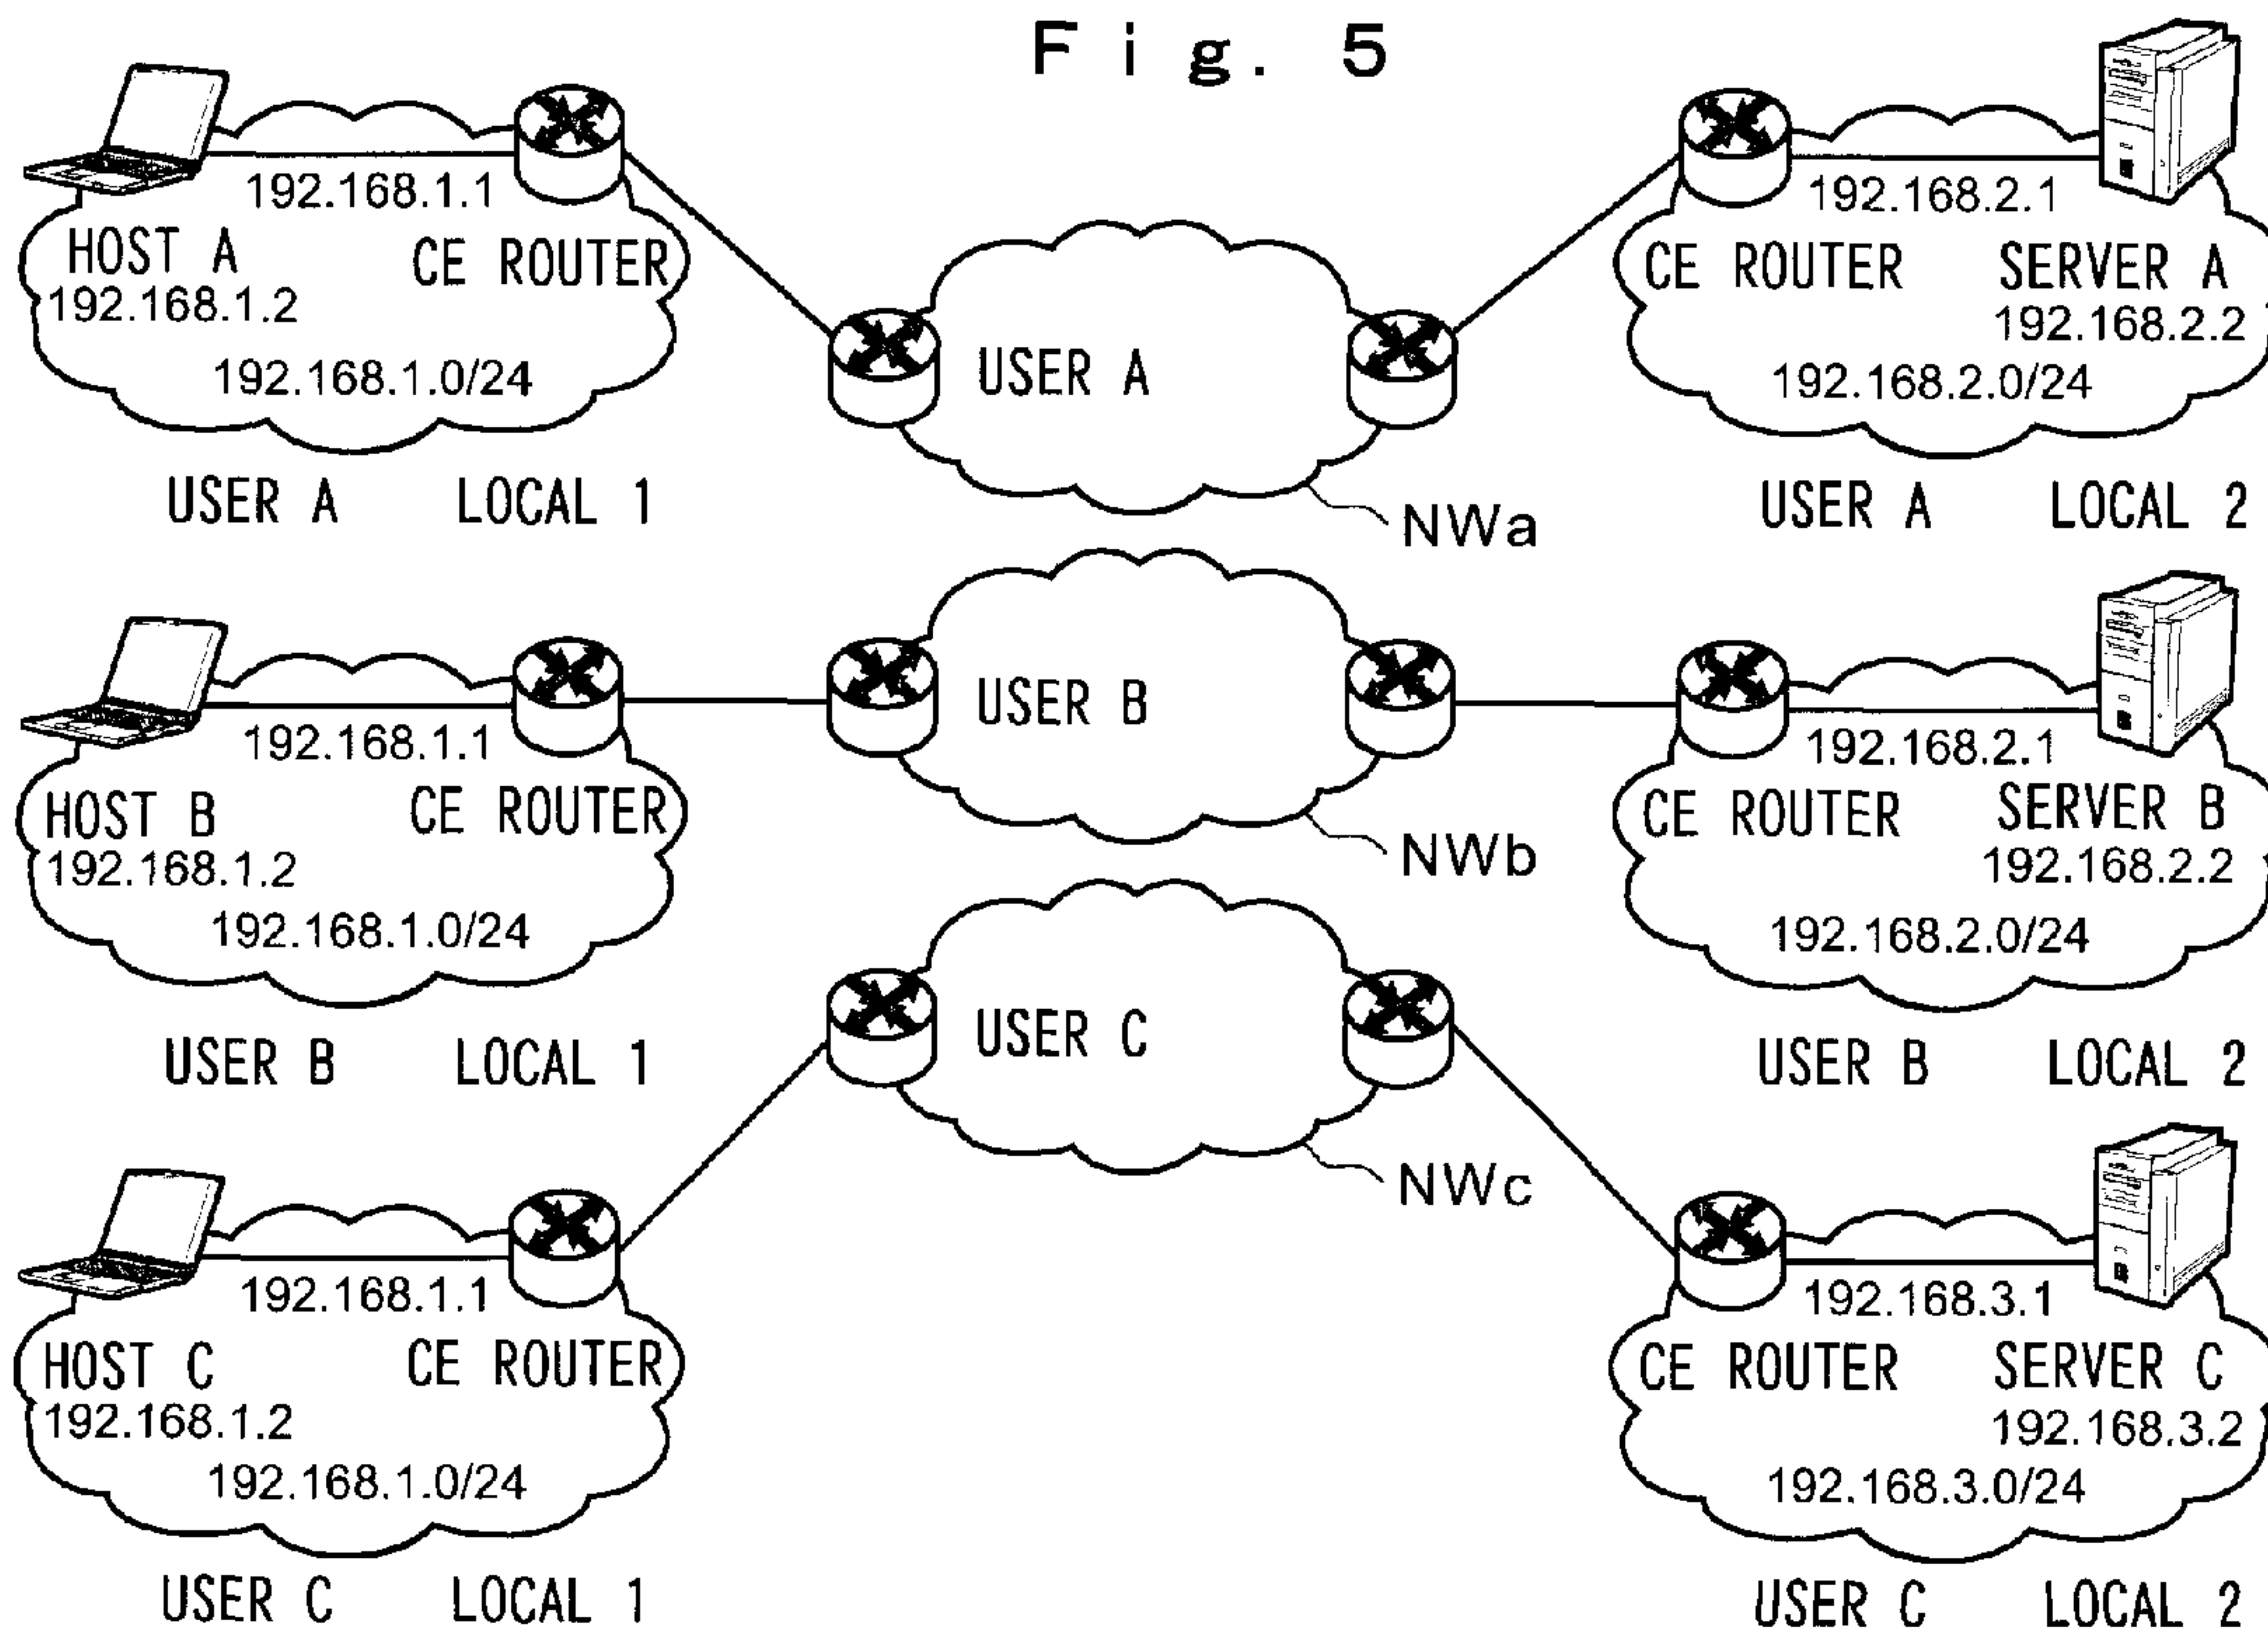 Fig. 5
192.168.1.1
HOST A
CE ROUTER
192.168.1.2
192.168.1.0/24
USER A
LOCAL 1
USER A
NWa
192.168.2.1
CE ROUTER
SERVER A
192.168.2.2
192.168.2.0/24
USER A
LOCAL 2
192.168.1.1
HOST B
CE ROUTER
192.168.1.2
192.168.1.0/24
USER B
LOCAL 1
USER B
NWb
192.168.2.1
CE ROUTER
SERVER B
192.168.2.2
192.168.2.0/24
USER B
LOCAL 2
192.168.1.1
HOST C
CE ROUTER
192.168.1.2
192.168.1.0/24
USER C
LOCAL 1
USER C
NWc
192.168.3.1
CE ROUTER
SERVER C
192.168.3.2
192.168.3.0/24
USER C
LOCAL 2